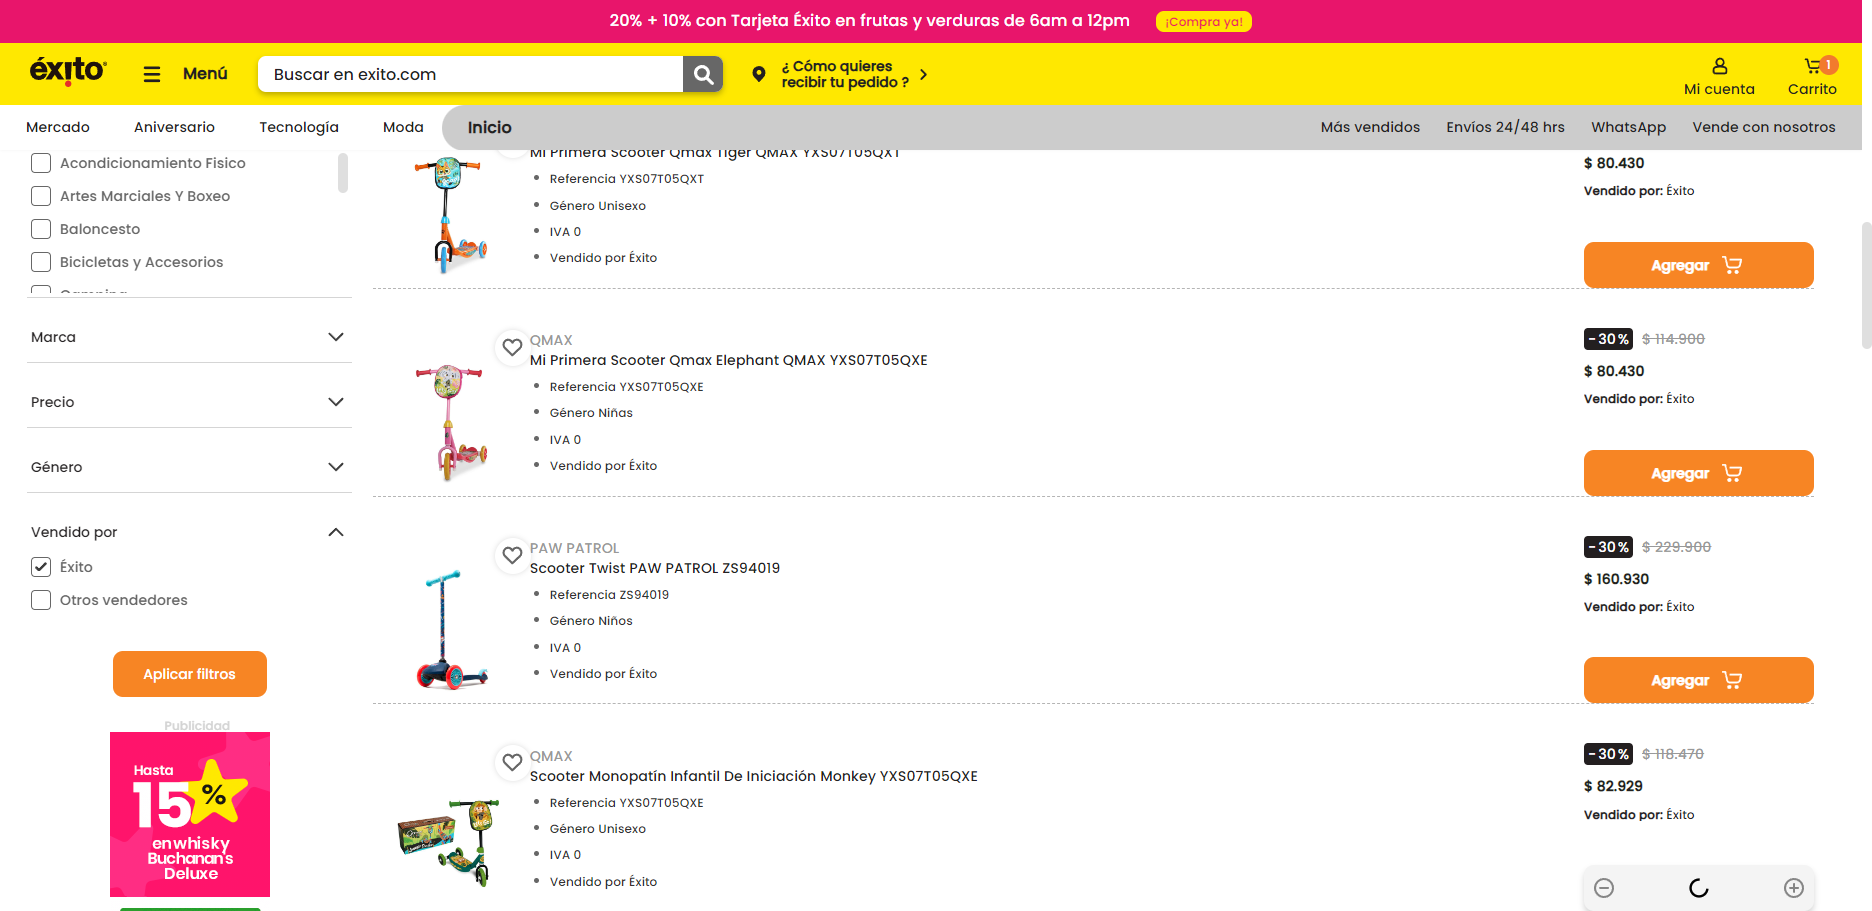 20% + 10% con Tarjeta Éxito en frutas y verduras de 6am a 12pm
¡Compra ya!
éxito
Menú
Buscar en exito.com
¿ Cómo quieres
recibir tu pedido ?
Mi cuenta
1
Carrito
Mercado
Aniversario
Tecnología
Moda
Inicio
Más vendidos
Envíos 24/48 hrs
WhatsApp
Vende con nosotros
Acondicionamiento Fisico
Artes Marciales Y Boxeo
Baloncesto
Bicicletas y Accesorios
Camping
Marca
Precio
Género
Vendido por
Éxito
Otros vendedores
Aplicar filtros
Publicidad
Hasta
15%
en whisky
Buchanan's
Deluxe
Mi Primera Scooter Qmax Tiger QMAX YXS07T05QXT
Referencia YXS07T05QXT
Género Unisexo
IVA 0
Vendido por Éxito
$ 80.430
Vendido por: Éxito
Agregar
QMAX
Mi Primera Scooter Qmax Elephant QMAX YXS07T05QXE
Referencia YXS07T05QXE
Género Niñas
IVA 0
Vendido por Éxito
-30% $ 114.900
$ 80.430
Vendido por: Éxito
Agregar
PAW PATROL
Scooter Twist PAW PATROL ZS94019
Referencia ZS94019
Género Niños
IVA 0
Vendido por Éxito
-30% $ 229.900
$ 160.930
Vendido por: Éxito
Agregar
QMAX
Scooter Monopatín Infantil De Iniciación Monkey YXS07T05QXE
Referencia YXS07T05QXE
Género Unisexo
IVA 0
Vendido por Éxito
-30% $ 118.470
$ 82.929
Vendido por: Éxito